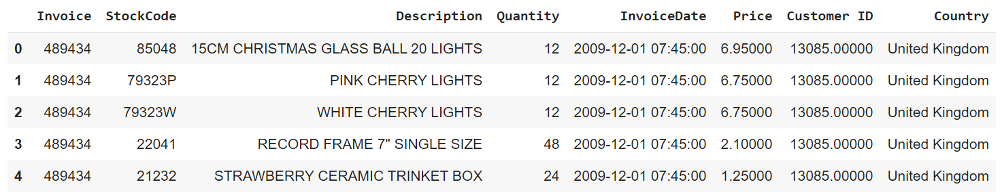 Invoice StockCode Description Quantity InvoiceDate Price Customer ID Country
0 489434 85048 15CM CHRISTMAS GLASS BALL 20 LIGHTS 12 2009-12-01 07:45:00 6.95000 13085.00000 United Kingdom
1 489434 79323P PINK CHERRY LIGHTS 12 2009-12-01 07:45:00 6.75000 13085.00000 United Kingdom
2 489434 79323W WHITE CHERRY LIGHTS 12 2009-12-01 07:45:00 6.75000 13085.00000 United Kingdom
3 489434 22041 RECORD FRAME 7" SINGLE SIZE 48 2009-12-01 07:45:00 2.10000 13085.00000 United Kingdom
4 489434 21232 STRAWBERRY CERAMIC TRINKET BOX 24 2009-12-01 07:45:00 1.25000 13085.00000 United Kingdom